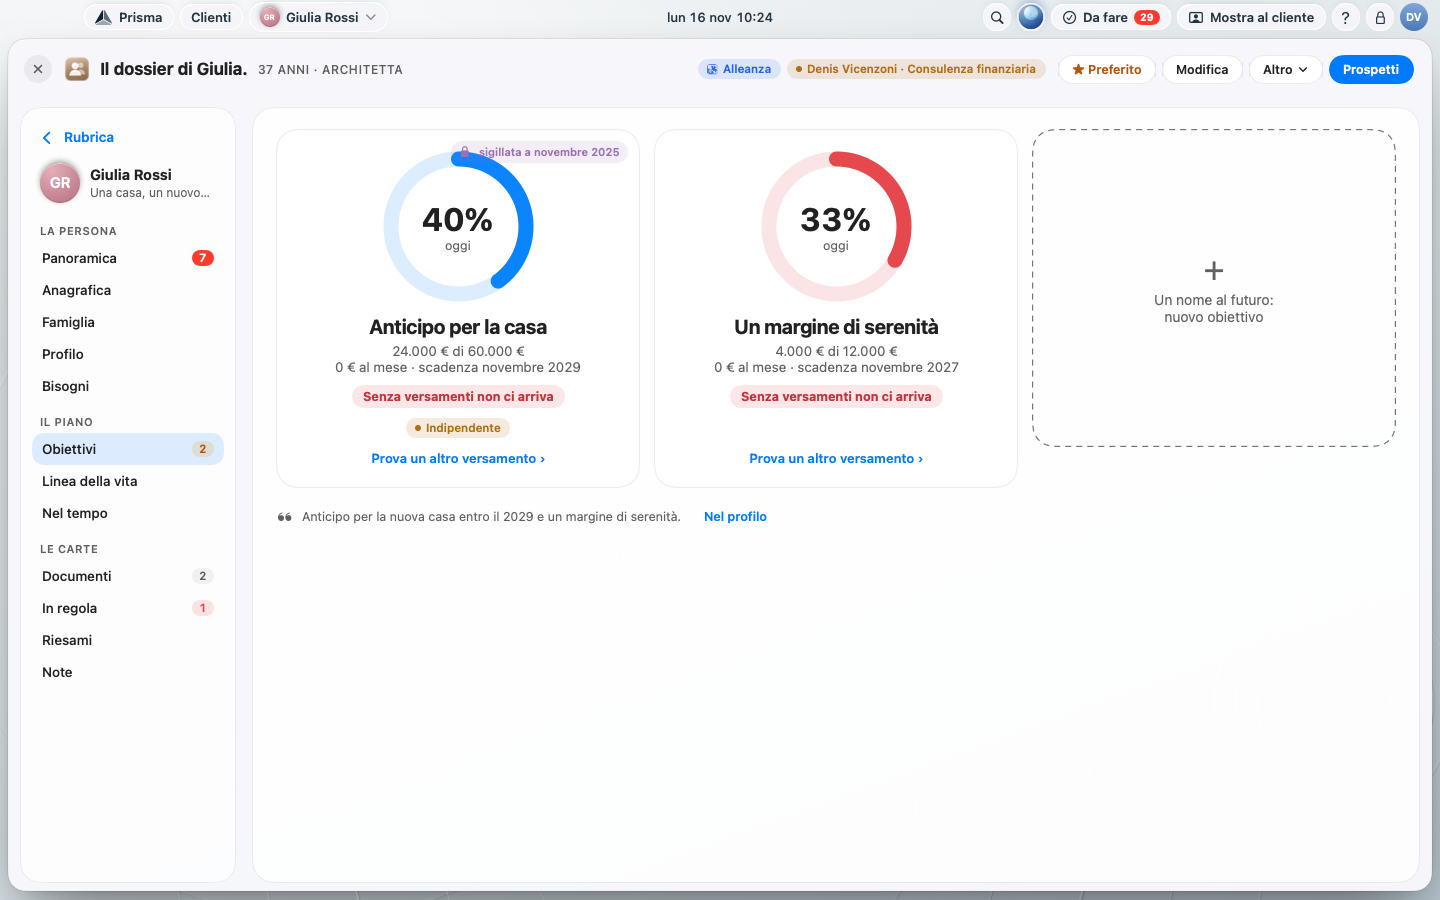 Prisma
Clienti
GR
Giulia Rossi
lun 16 nov 10:24
Da fare
29
Mostra al cliente
?
DV
Il dossier di Giulia.
37 ANNI · ARCHITETTA
Alleanza
Denis Vicenzoni · Consulenza finanziaria
Preferito
Modifica
Altro
Prospetti
Rubrica
GR
Giulia Rossi
Una casa, un nuovo...
LA PERSONA
Panoramica
7
Anagrafica
Famiglia
Profilo
Bisogni
IL PIANO
Obiettivi
2
Linea della vita
Nel tempo
LE CARTE
Documenti
2
In regola
1
Riesami
Note
sigillata a novembre 2025
40%
oggi
Anticipo per la casa
24.000 € di 60.000 €
0 € al mese · scadenza novembre 2029
Senza versamenti non ci arriva
Indipendente
Prova un altro versamento ›
33%
oggi
Un margine di serenità
4.000 € di 12.000 €
0 € al mese · scadenza novembre 2027
Senza versamenti non ci arriva
Prova un altro versamento ›
+
Un nome al futuro:
nuovo obiettivo
❝ Anticipo per la nuova casa entro il 2029 e un margine di serenità.
Nel profilo